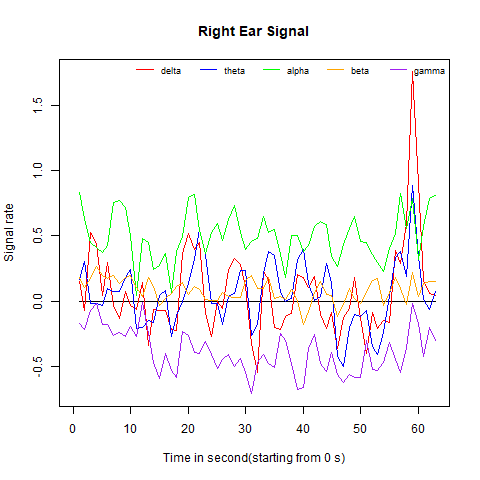 Right Ear Signal
delta theta alpha beta gamma
Signal rate
1.5
1.0
0.5
0.0
-0.5
0 10 20 30 40 50 60
Time in second(starting from 0 s)